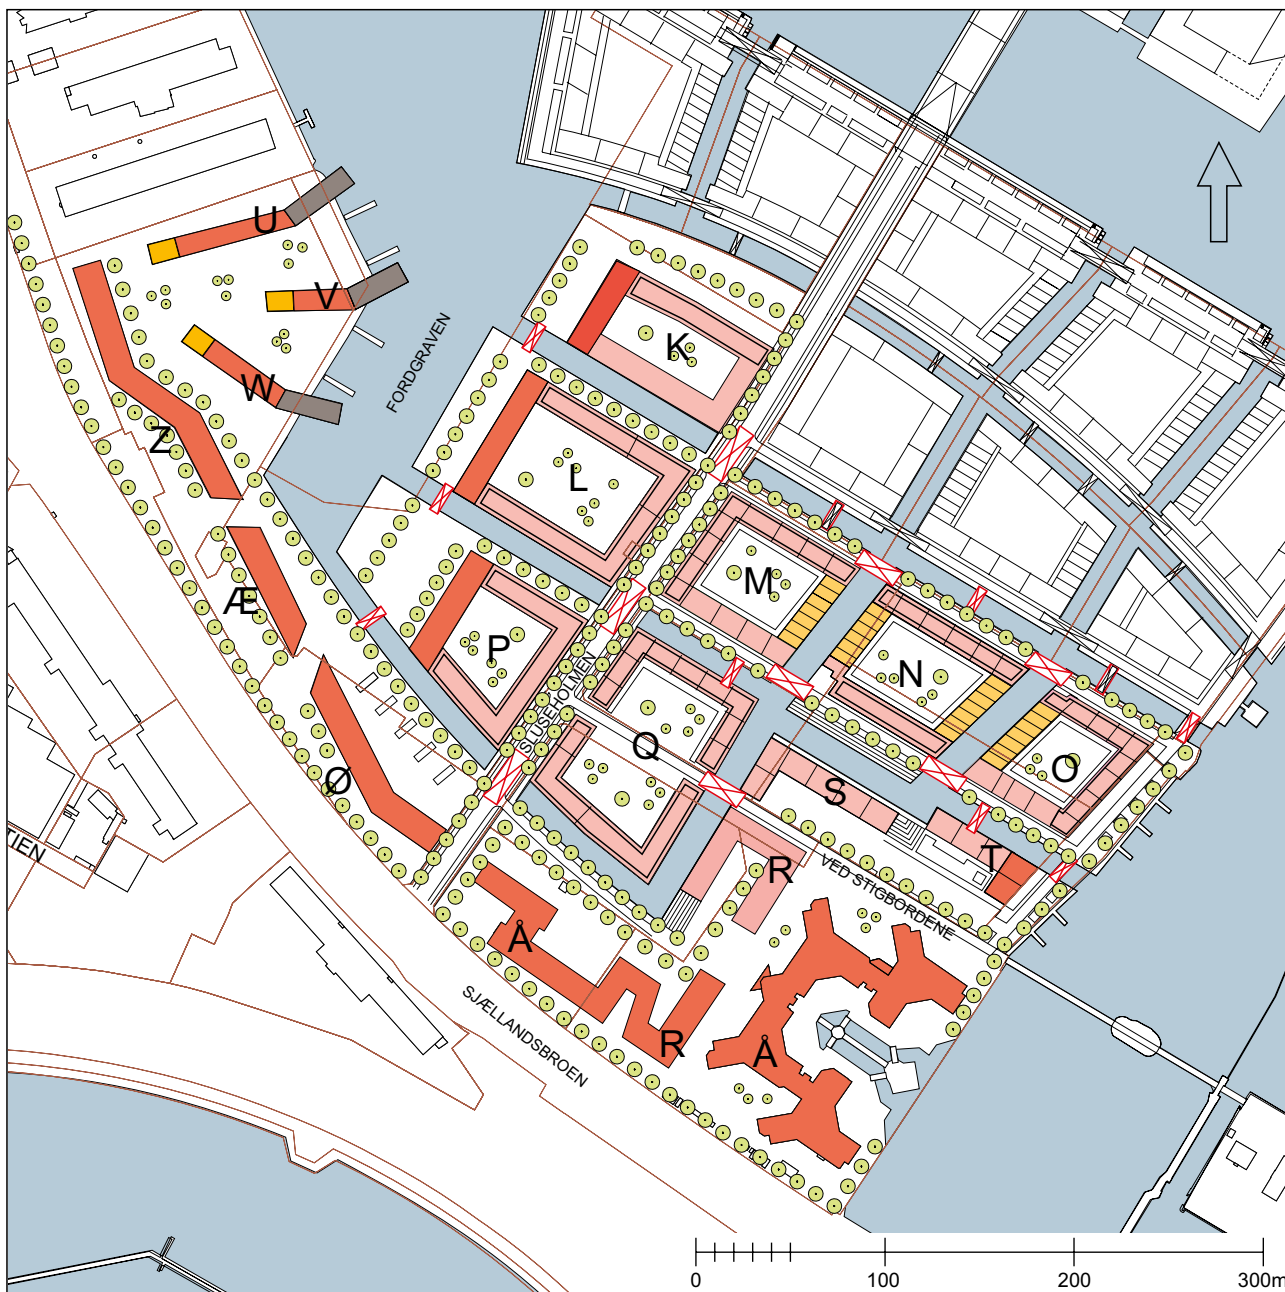 U
V
FORDGRAVEN
K
W
Z
L
M
Æ
P
N
SLUSEHOLMEN
Q
O
Ø
S
TIEN
T
R
VED STIGBORDENE
Å
SJÆLLANDSBROEN
R
Å
0 100 200 300m